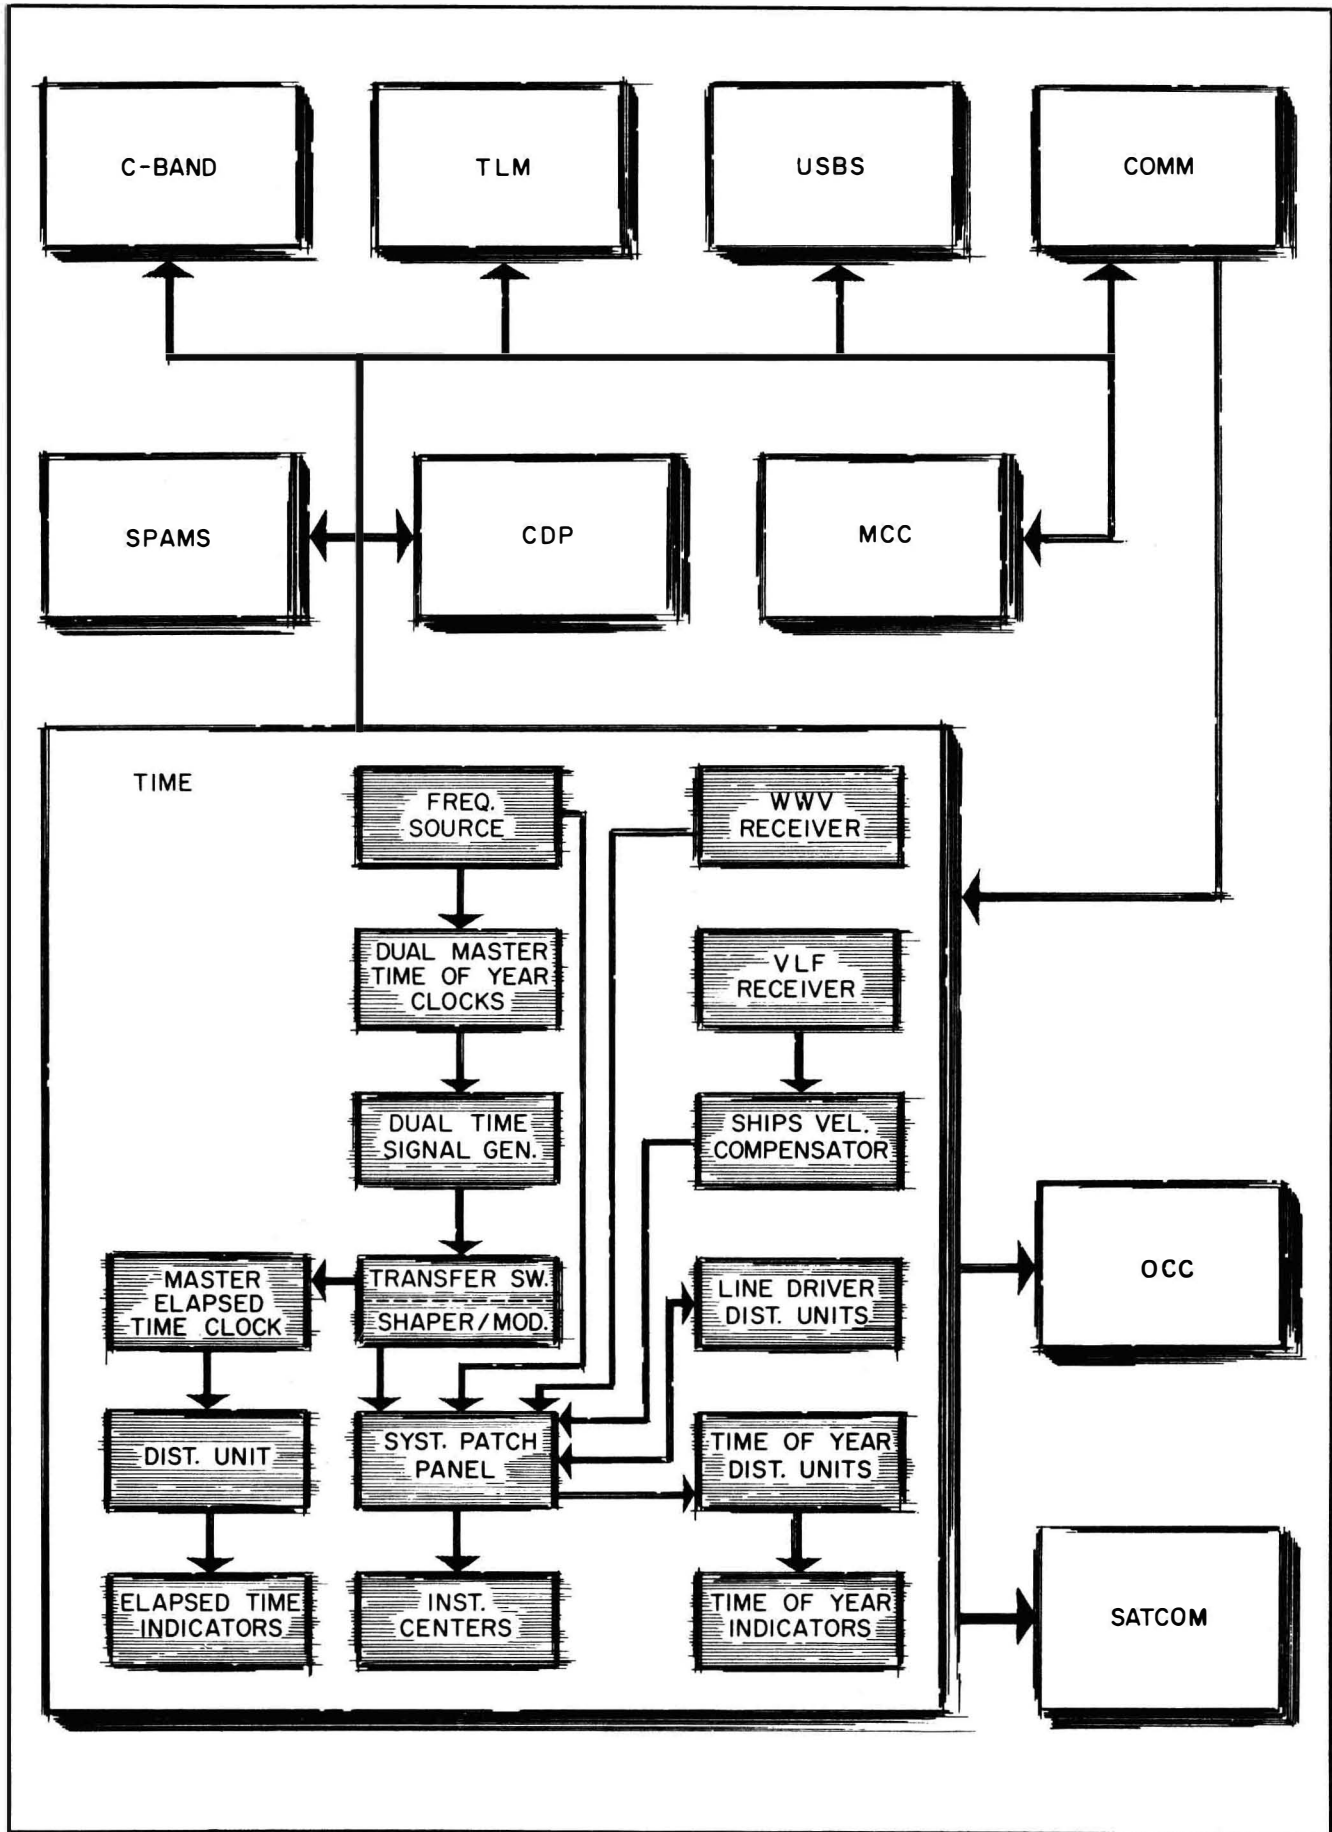 C-BAND
TLM
USBS
COMM
SPAMS
CDP
MCC
TIME
FREQ.
SOURCE
WWV
RECEIVER
DUAL MASTER
TIME OF YEAR
CLOCKS
VLF
RECEIVER
DUAL TIME
SIGNAL GEN.
SHIPS VEL.
COMPENSATOR
MASTER
ELAPSED
TIME CLOCK
TRANSFER SW.
SHAPER/MOD.
LINE DRIVER
DIST. UNITS
OCC
DIST. UNIT
SYST. PATCH
PANEL
TIME OF YEAR
DIST. UNITS
ELAPSED TIME
INDICATORS
INST.
CENTERS
TIME OF YEAR
INDICATORS
SATCOM